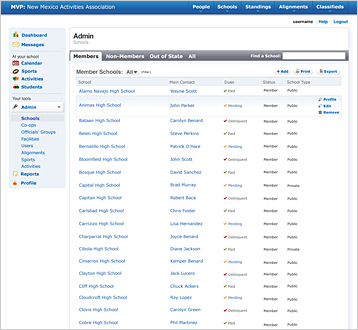 MVP: New Mexico Activities Association People Schools Standings Alignments Classifieds
username Help Logout
Dashboard
Messages
At your school
Calendar
Sports
Activities
Students
Your tools
Admin
Schools
Co-ops
Officials' Groups
Facilities
Users
Alignments
Sports
Activities
Reports
Profile
Admin
Schools
Members Non-Members Out of State All Find a School:
Member Schools: All Add Print Export
School Main Contact Dues Status School Type
Alamo Navajo High School Wayne Scott Paid Member Public
Animas High School John Parker Pending Member Public
Profile
Edit
Remove
Bataan High School Carolyn Benard Delinquent Member Public
Belen High School Steve Perkins Paid Member Public
Bernalillo High School Patrick O'Hare Pending Member Public
Bloomfield High School John Scott Delinquent Member Public
Bosque High School David Sanchez Paid Member Public
Capital High School Brad Murray Pending Member Private
Capitan High School Robert Baca Delinquent Member Public
Carlsbad High School Chris Foster Paid Member Public
Carrizozo High School Lisa Hernandez Pending Member Public
Chaparral High School Joyce Benard Delinquent Member Public
Cibola High School Diane Jackson Paid Member Private
Cimarron High School Kemper Benard Pending Member Public
Clayton High School Jack Lucero Delinquent Member Public
Cliff High School Chuck Ackers Paid Member Public
Cloudcroft High School Ray Lopez Pending Member Public
Clovis High School Carolyn Green Delinquent Member Public
Cobre High School Phil Martinez Paid Member Public